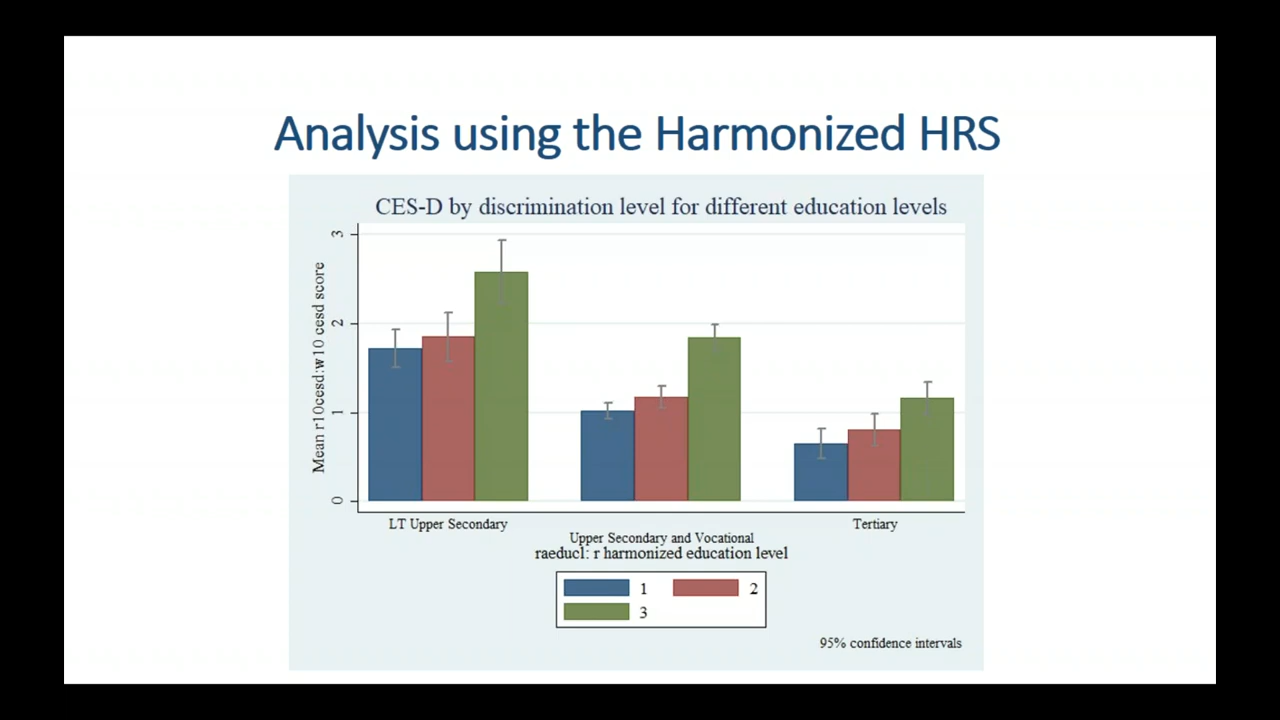 Analysis using the Harmonized HRS
CES-D by discrimination level for different education levels
Mean r10cesd:w10 cesd score
3
2
1
0
LT Upper Secondary
Upper Secondary and Vocational
Tertiary
raeducl: r harmonized education level
1
2
3
95% confidence intervals